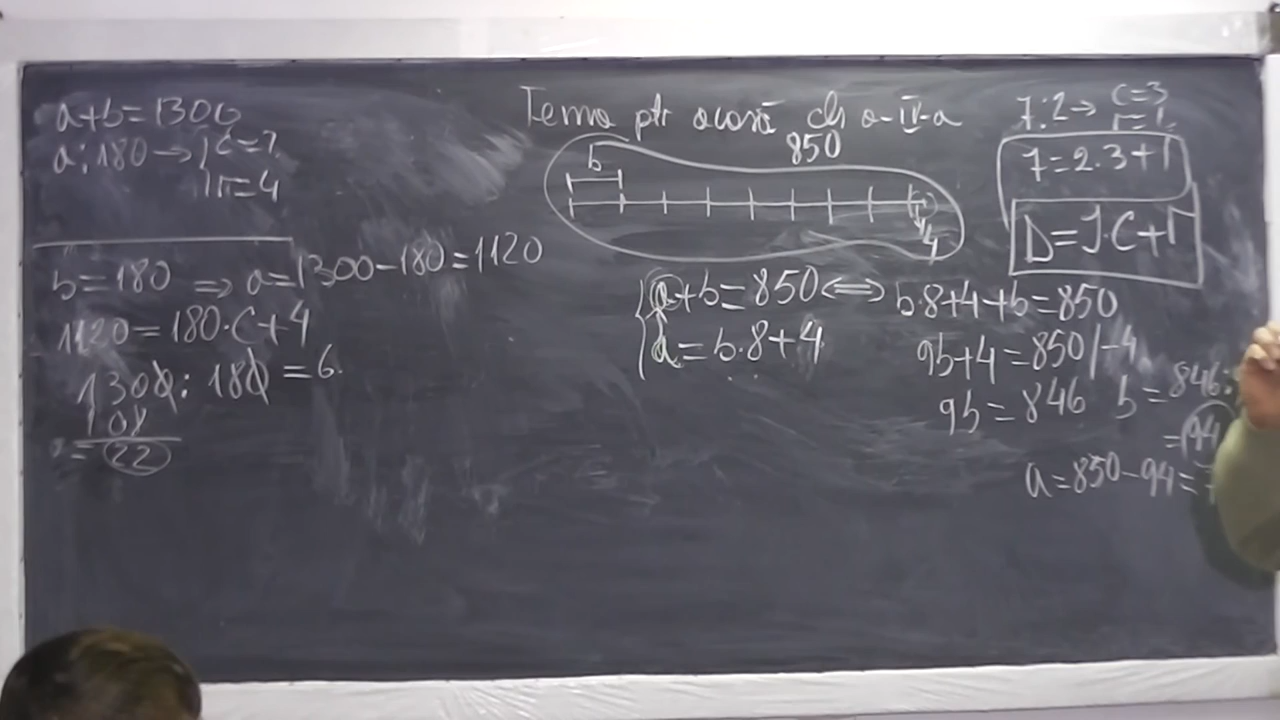 a+b=1300
a:180→ c=?
r=4
b=180 ⇒ a=1300-180=1120
1120=180·C+4
1300:180=6
108
==22
Tema ptr acasă cls a-IV-a
850
b
4
a+b=850⇔b·8+4+b=850
a=b·8+4
9b+4=850/-4
9b=846
b=846:
=94
a=850-94=
7:2→ c=3
r=1
7=2·3+1
D=Î·C+r